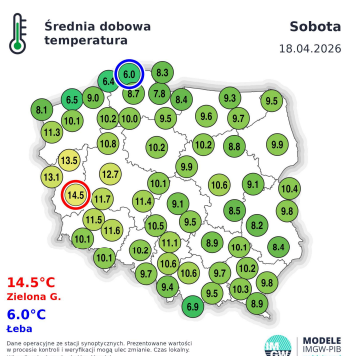 Średnia dobowa
temperatura
Sobota
18.04.2026
6.0 8.3
6.4
8.7 7.8
6.5 9.0 8.4 9.3 9.5
8.1
10.1 10.2 10.0 9.5 9.6 9.7
11.3
10.8 10.2 10.2 8.8 9.9
13.5
9.9
13.1 12.7
10.1 10.6 9.1 10.4
14.5 11.7 11.4 9.1
8.5 9.8
11.5 11.6 10.5 9.5 8.2
10.1 11.1 8.9 10.1 8.4
10.2
10.1 10.6
9.7 10.6 9.7 10.2
9.4 9.5 10.3 9.8
6.9 8.9
14.5°C
Zielona G.
6.0°C
Łeba
Dane operacyjne ze stacji synoptycznych. Prezentowane wartości
w procesie kontroli i weryfikacji mogą ulec zmianie. Czas lokalny.
IM
GW
MODELE
IMGW-PIB